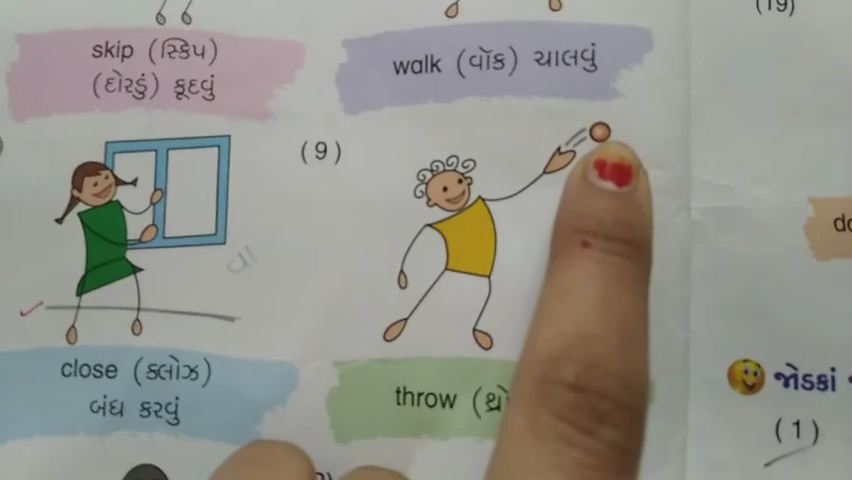 (19)
skip (સ્કિપ)
(દોરડું) કૂદવું
walk (વૉક) ચાલવું
(9)
close (ક્લોઝ)
બંધ કરવું
throw (થ્રો
જોડકાં
(1)